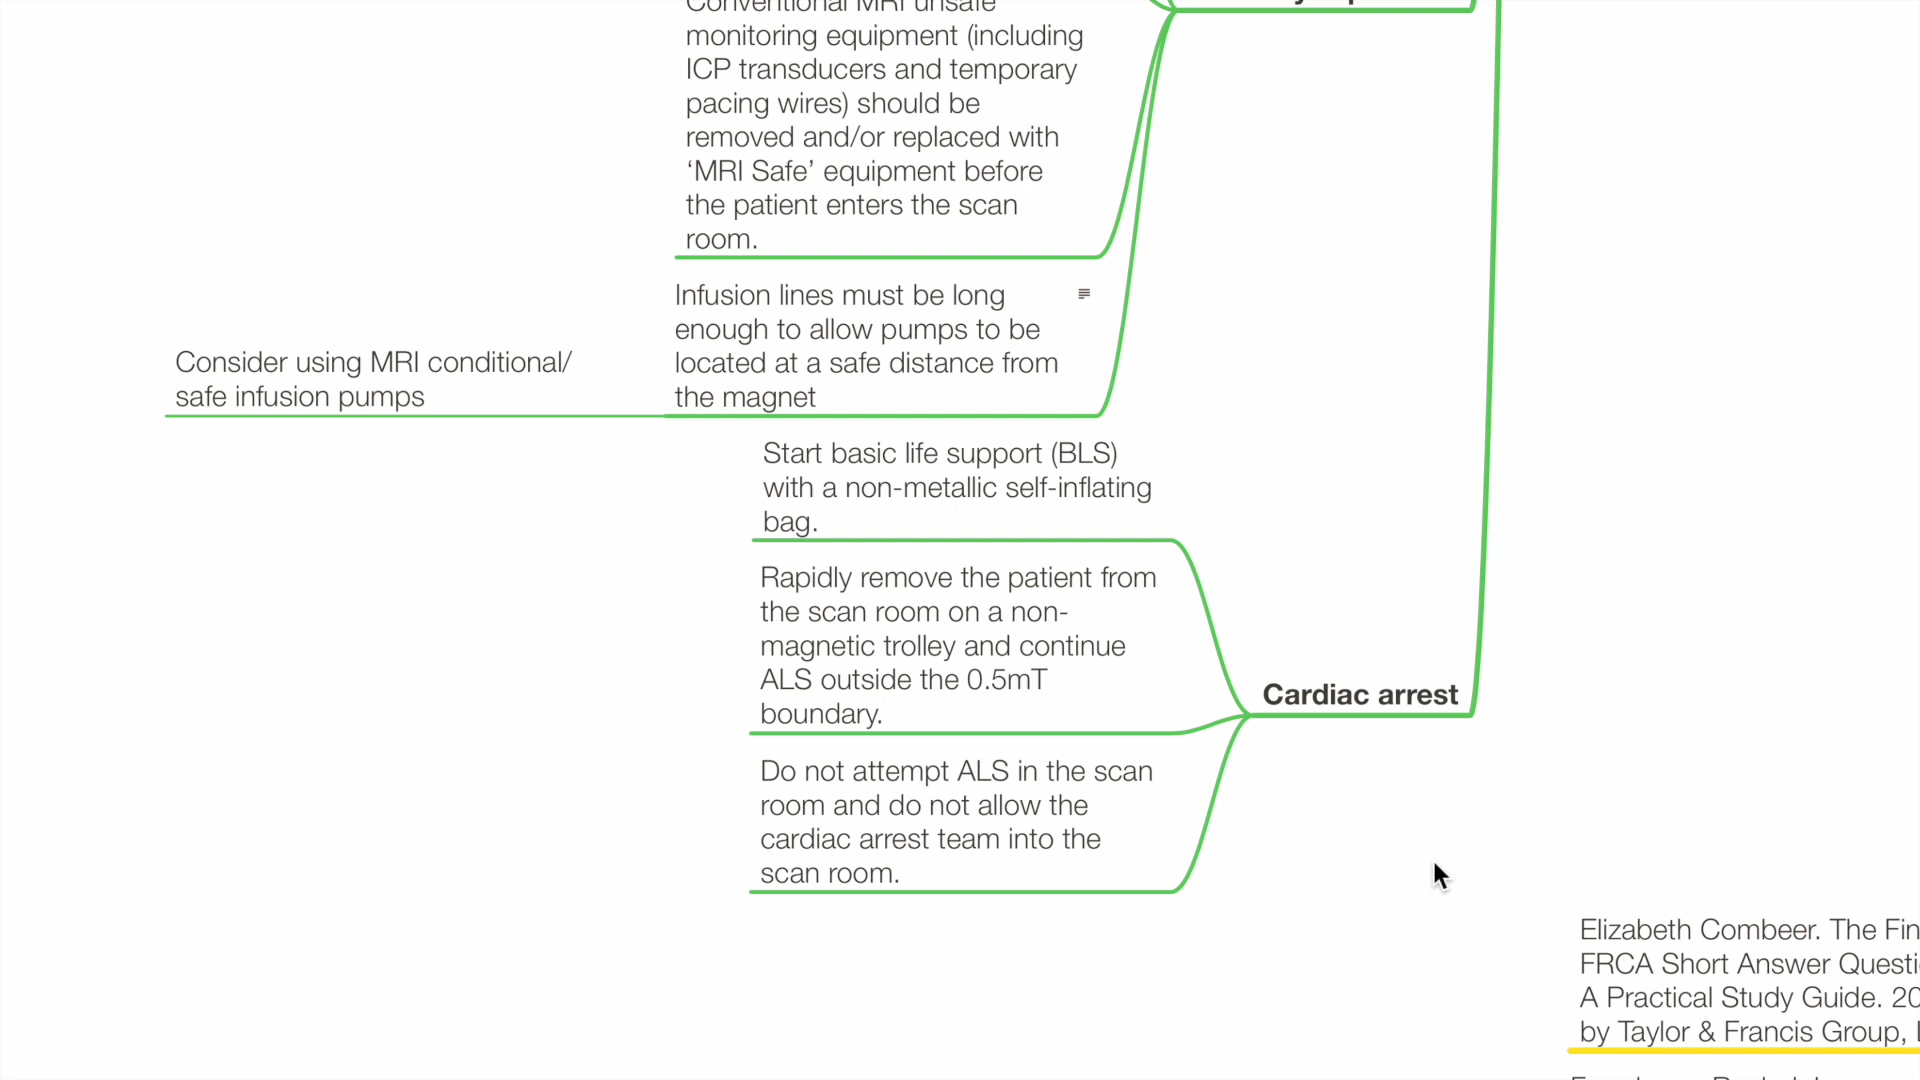 Conventional MRI unsafe
monitoring equipment (including
ICP transducers and temporary
pacing wires) should be
removed and/or replaced with
‘MRI Safe’ equipment before
the patient enters the scan
room.
Infusion lines must be long
enough to allow pumps to be
located at a safe distance from
the magnet
Consider using MRI conditional/
safe infusion pumps
Start basic life support (BLS)
with a non-metallic self-inflating
bag.
Rapidly remove the patient from
the scan room on a non-
magnetic trolley and continue
ALS outside the 0.5mT
boundary.
Do not attempt ALS in the scan
room and do not allow the
cardiac arrest team into the
scan room.
Cardiac arrest
Elizabeth Combeer. The Fin
FRCA Short Answer Questi
A Practical Study Guide. 20
by Taylor & Francis Group,